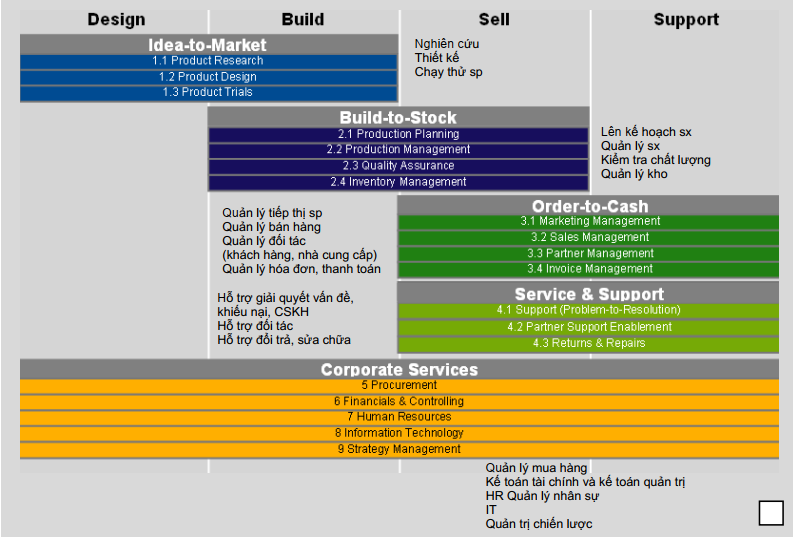 Design Build Sell Support
Idea-to-Market
1.1 Product Research
1.2 Product Design
1.3 Product Trials
Nghiên cứu
Thiết kế
Chạy thử sp
Build-to-Stock
2.1 Production Planning
2.2 Production Management
2.3 Quality Assurance
2.4 Inventory Management
Lên kế hoạch sx
Quản lý sx
Kiểm tra chất lượng
Quản lý kho
Quản lý tiếp thị sp
Quản lý bán hàng
Quản lý đối tác
(khách hàng, nhà cung cấp)
Quản lý hóa đơn, thanh toán
Order-to-Cash
3.1 Marketing Management
3.2 Sales Management
3.3 Partner Management
3.4 Invoice Management
Hỗ trợ giải quyết vấn đề,
khiếu nại, CSKH
Hỗ trợ đối tác
Hỗ trợ đổi trả, sửa chữa
Service & Support
4.1 Support (Problem-to-Resolution)
4.2 Partner Support Enablement
4.3 Returns & Repairs
Corporate Services
5 Procurement
6 Financials & Controlling
7 Human Resources
8 Information Technology
9 Strategy Management
Quản lý mua hàng
Kế toán tài chính và kế toán quản trị
HR Quản lý nhân sự
IT
Quản trị chiến lược